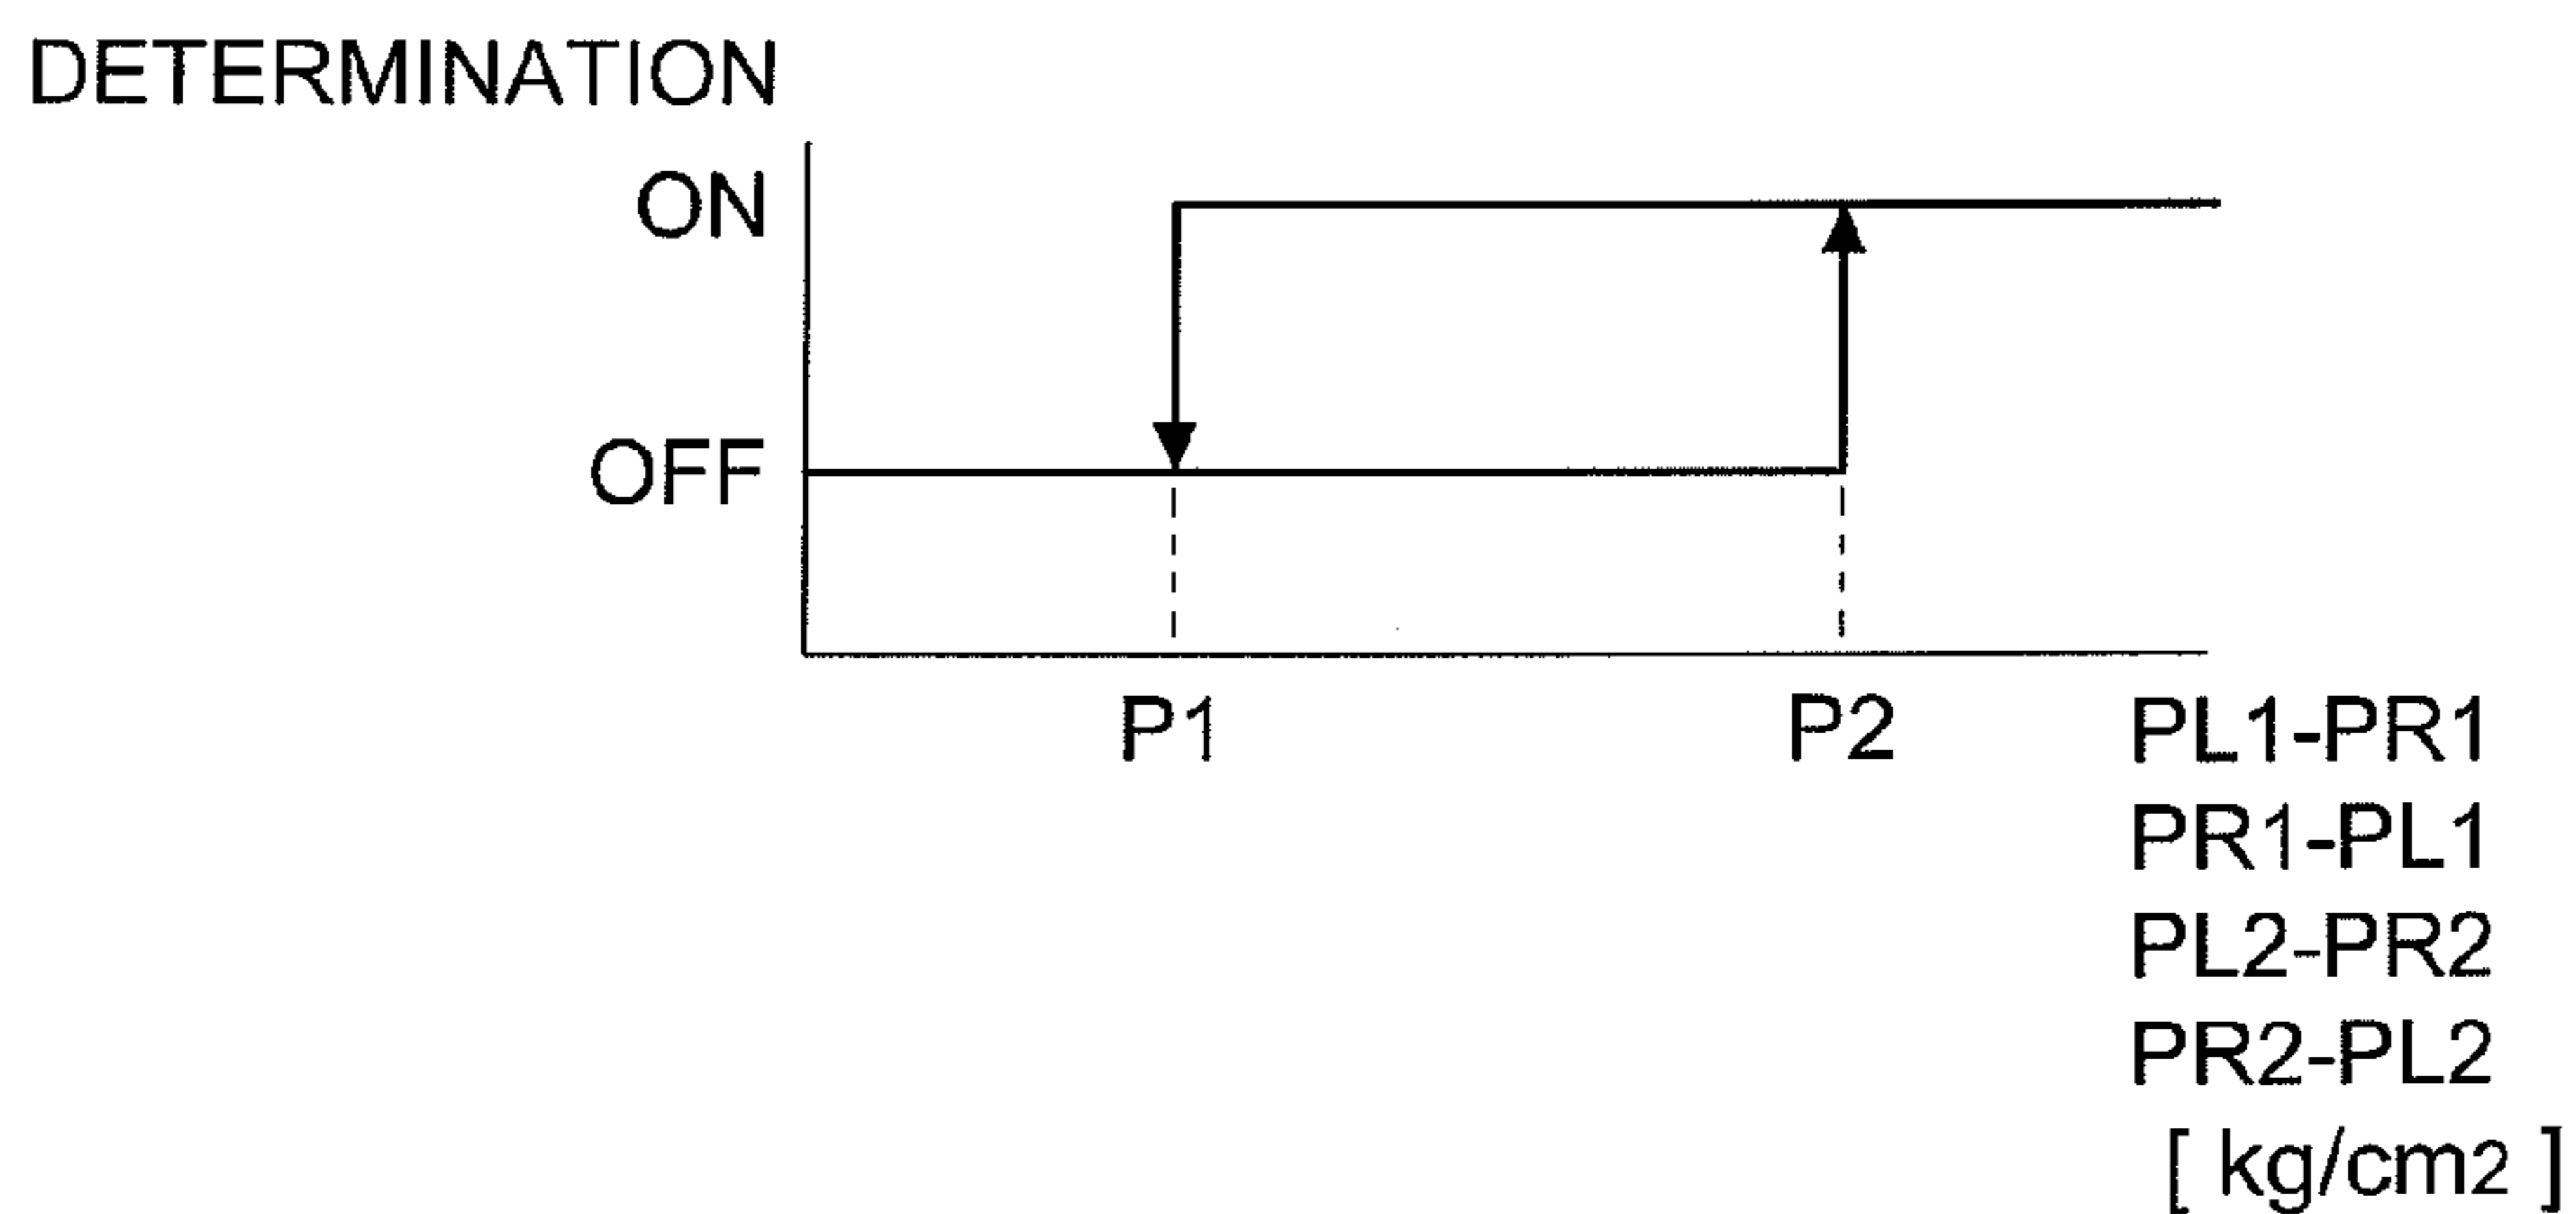 DETERMINATION
ON
OFF
P1 P2 PL1-PR1
PR1-PL1
PL2-PR2
PR2-PL2
[ kg/cm2 ]